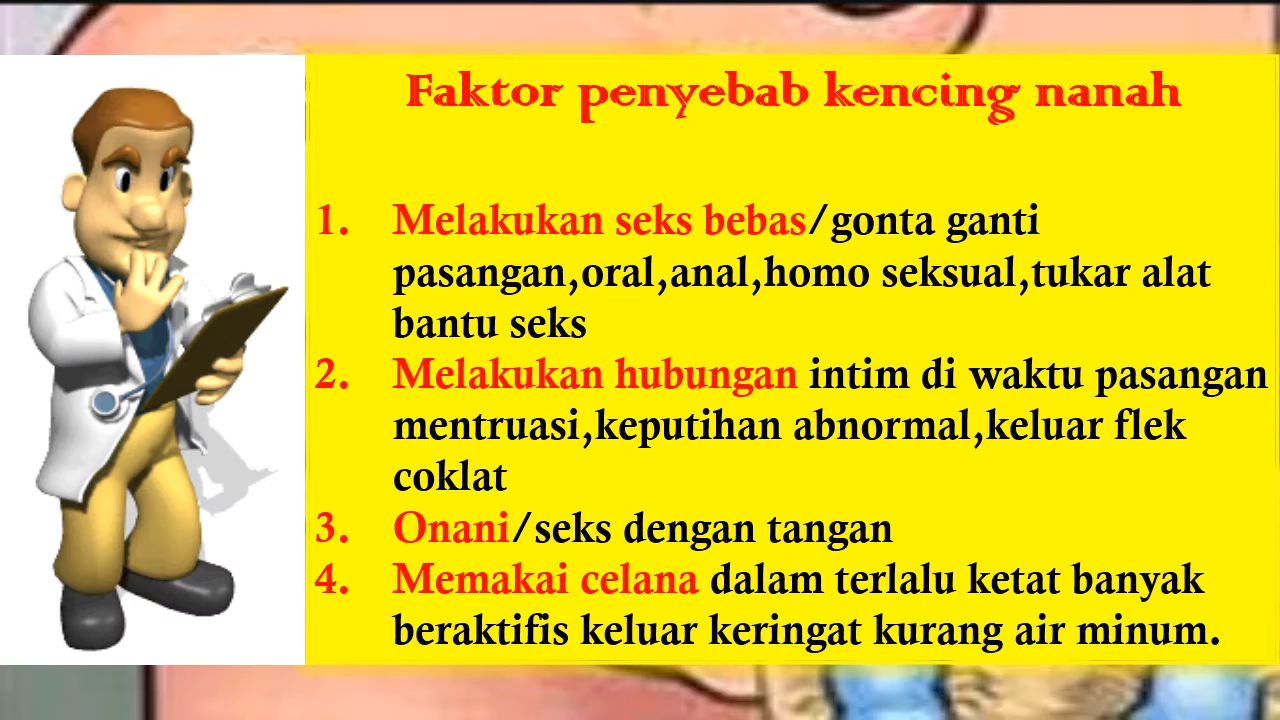 Faktor penyebab kencing nanah
1. Melakukan seks bebas/gonta ganti
pasangan,oral,anal,homo seksual,tukar alat
bantu seks
2. Melakukan hubungan intim di waktu pasangan
mentruasi,keputihan abnormal,keluar flek
coklat
3. Onani/seks dengan tangan
4. Memakai celana dalam terlalu ketat banyak
beraktifis keluar keringat kurang air minum.